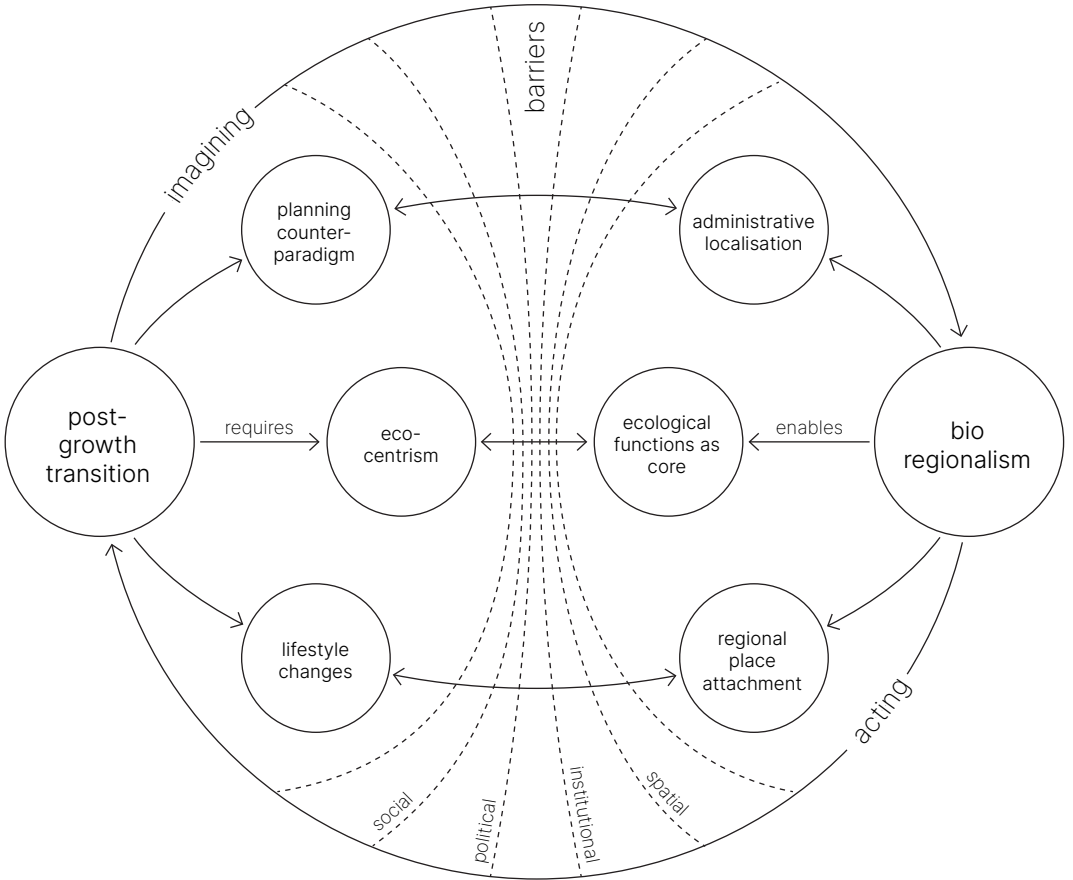 barriers
imagining
planning
counter-
paradigm
administrative
localisation
post-
growth
transition
requires
eco-
centrism
ecological
functions as
core
enables
bio
regionalism
lifestyle
changes
regional
place
attachment
acting
social
political
institutional
spatial